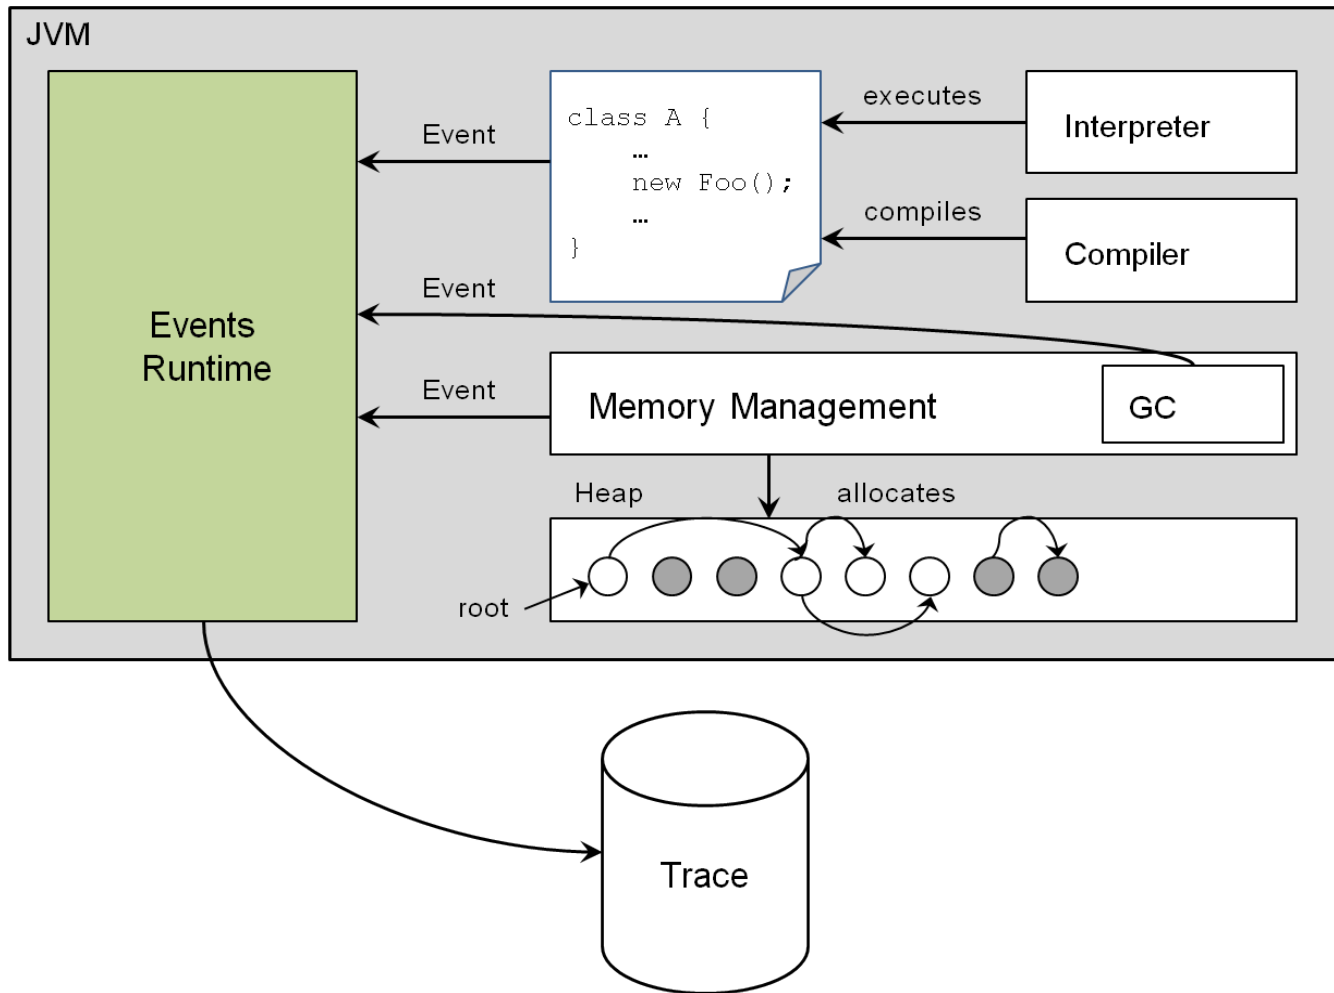 JVM
Events
Runtime
Event
class A {
…
new Foo();
…
}
executes
Interpreter
compiles
Compiler
Event
Event
Memory Management
GC
Heap
allocates
root
Trace